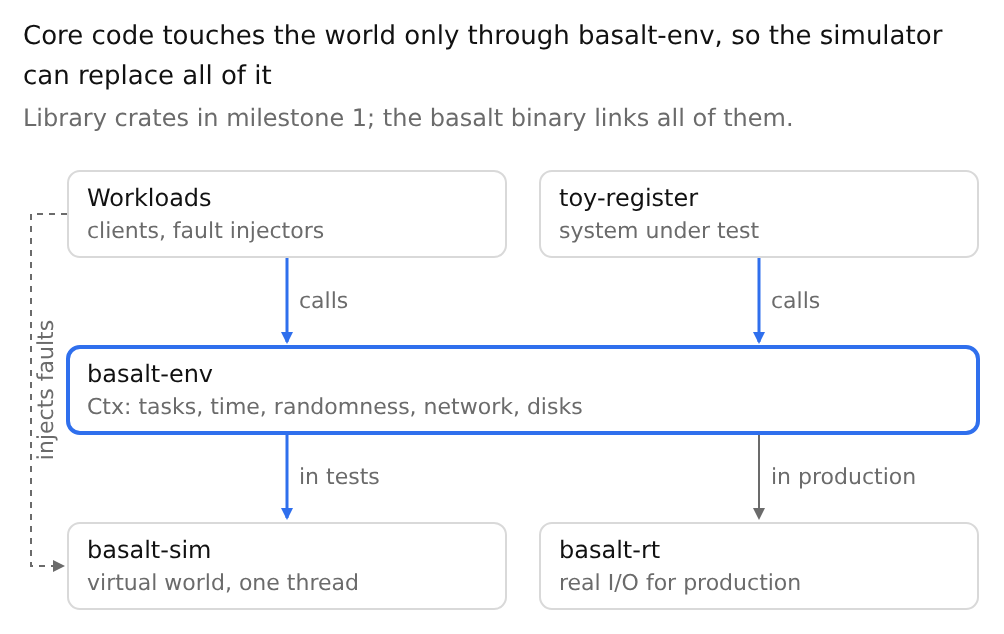 Core code touches the world only through basalt-env, so the simulator
can replace all of it
Library crates in milestone 1; the basalt binary links all of them.
Workloads
clients, fault injectors
toy-register
system under test
calls
calls
injects faults
basalt-env
Ctx: tasks, time, randomness, network, disks
in tests
in production
basalt-sim
virtual world, one thread
basalt-rt
real I/O for production